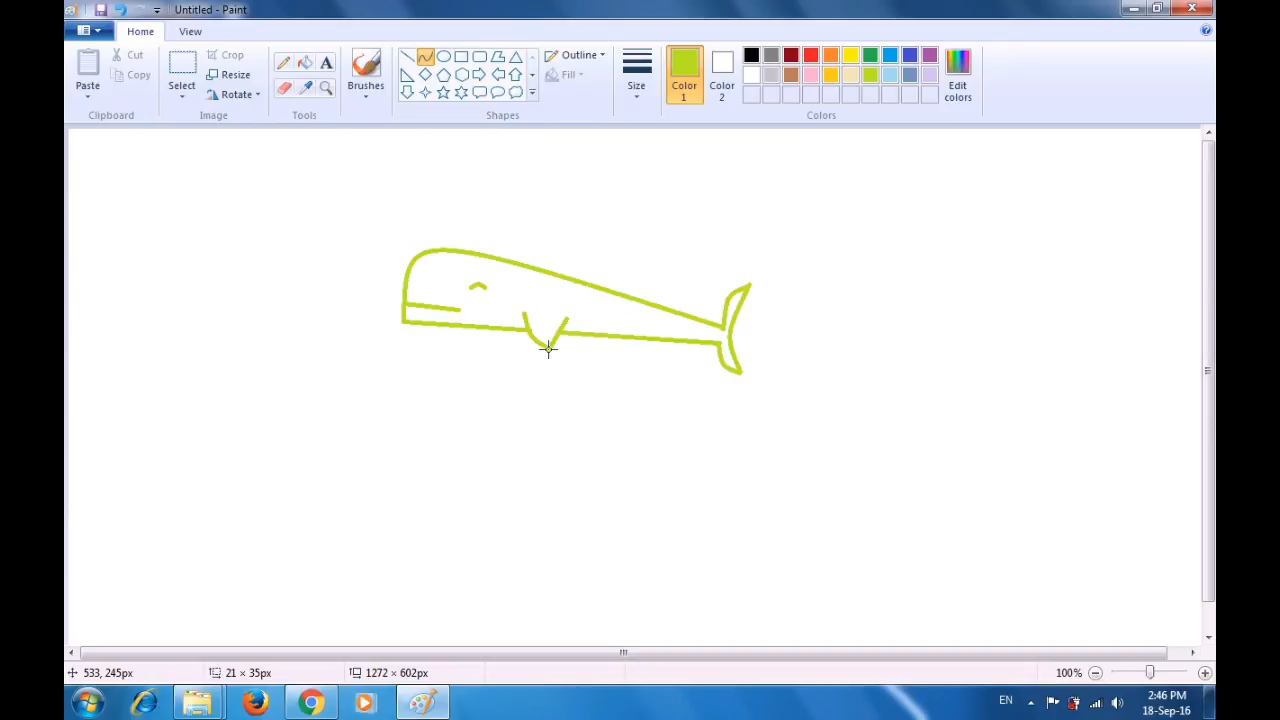 Untitled - Paint
Home
View
Paste
Cut
Copy
Clipboard
Select
Crop
Resize
Rotate
Image
A
Tools
Brushes
Outline
Fill
Shapes
Size
Color
1
Color
2
Edit
colors
Colors
533, 245px
21 × 35px
1272 × 602px
100%
EN
2:46 PM
18-Sep-16